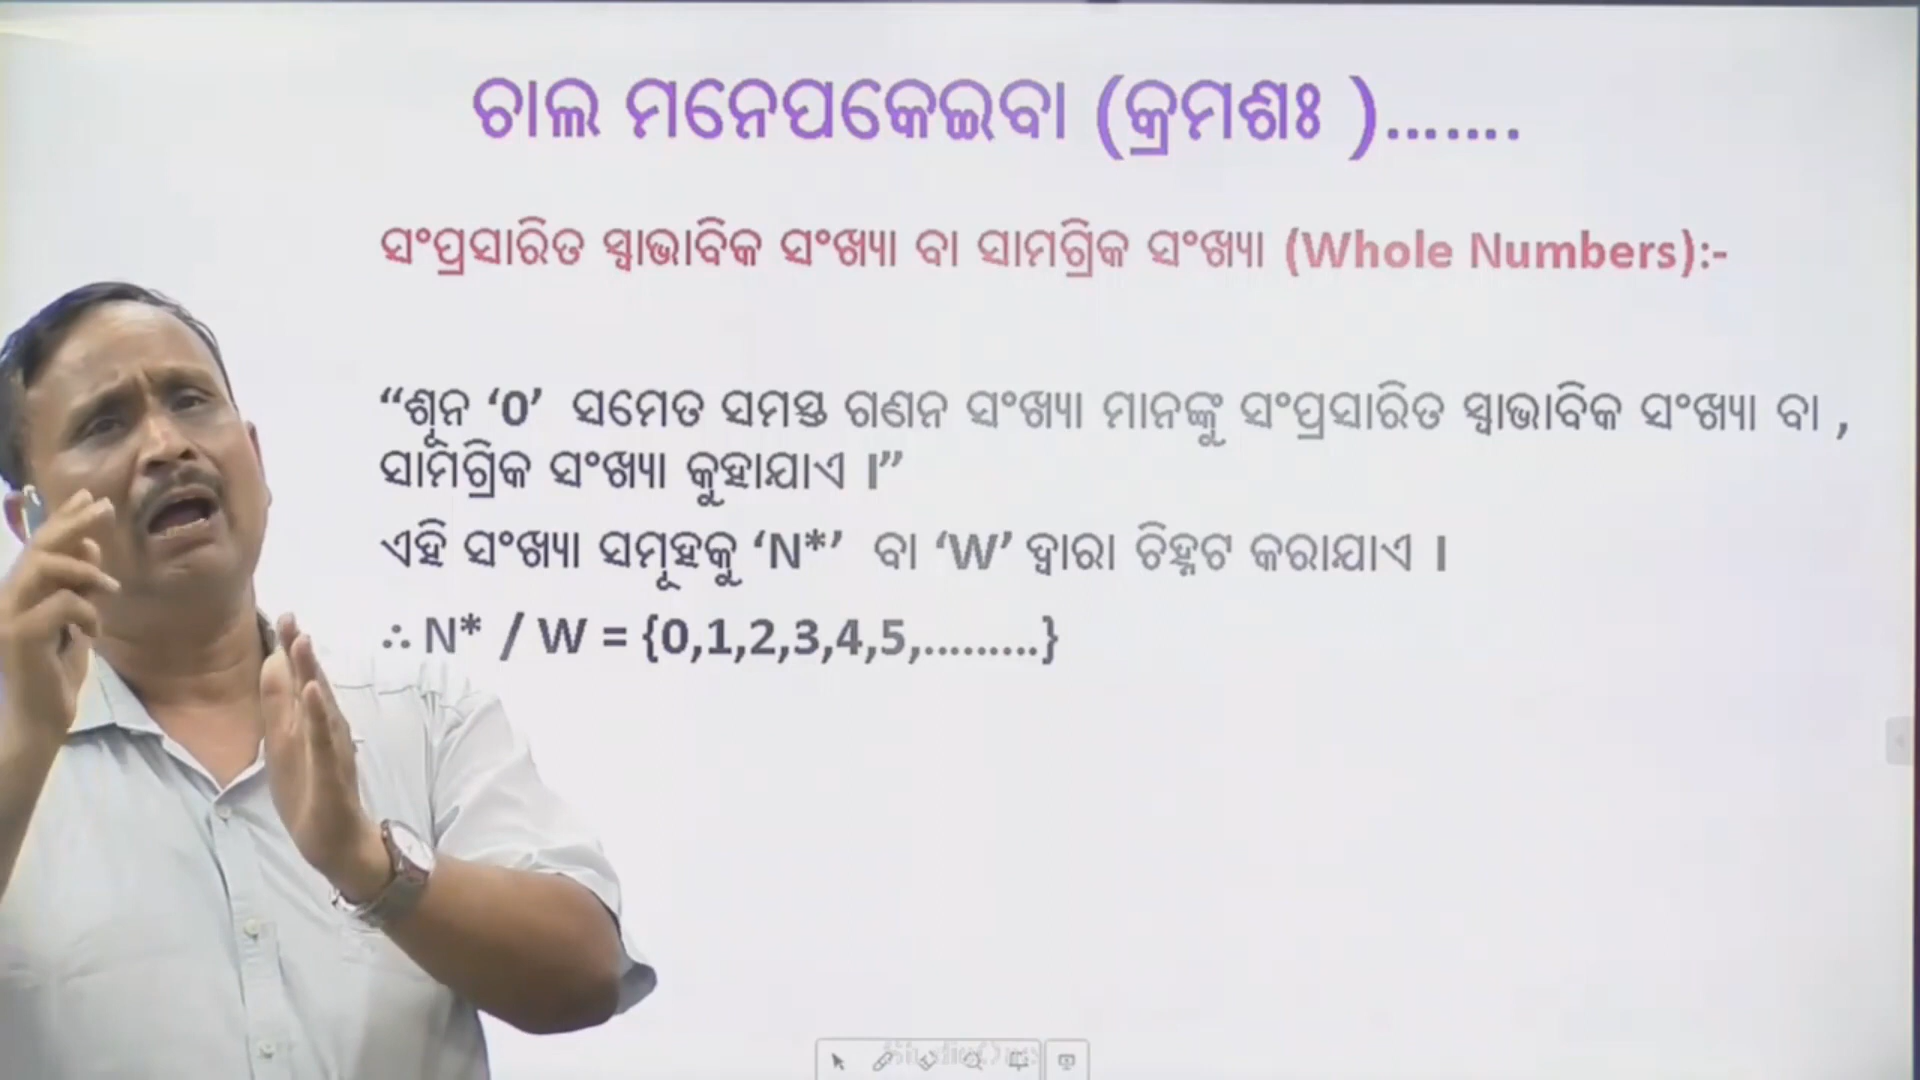 ଚାଲ ମନେପକେଇବା (କ୍ରମଶଃ ).......
ସଂପ୍ରସାରିତ ସ୍ୱାଭାବିକ ସଂଖ୍ୟା ବା ସାମଗ୍ରିକ ସଂଖ୍ୟା (Whole Numbers):-
“ଶୂନ ‘0’ ସମେତ ସମସ୍ତ ଗଣନ ସଂଖ୍ୟା ମାନଙ୍କୁ ସଂପ୍ରସାରିତ ସ୍ୱାଭାବିକ ସଂଖ୍ୟା ବା ,
ସାମଗ୍ରିକ ସଂଖ୍ୟା କୁହାଯାଏ ।”
ଏହି ସଂଖ୍ୟା ସମୂହକୁ ‘N*’ ବା ‘W’ ଦ୍ୱାରା ଚିହ୍ନଟ କରାଯାଏ ।
∴ N* / W = {0,1,2,3,4,5,.........}